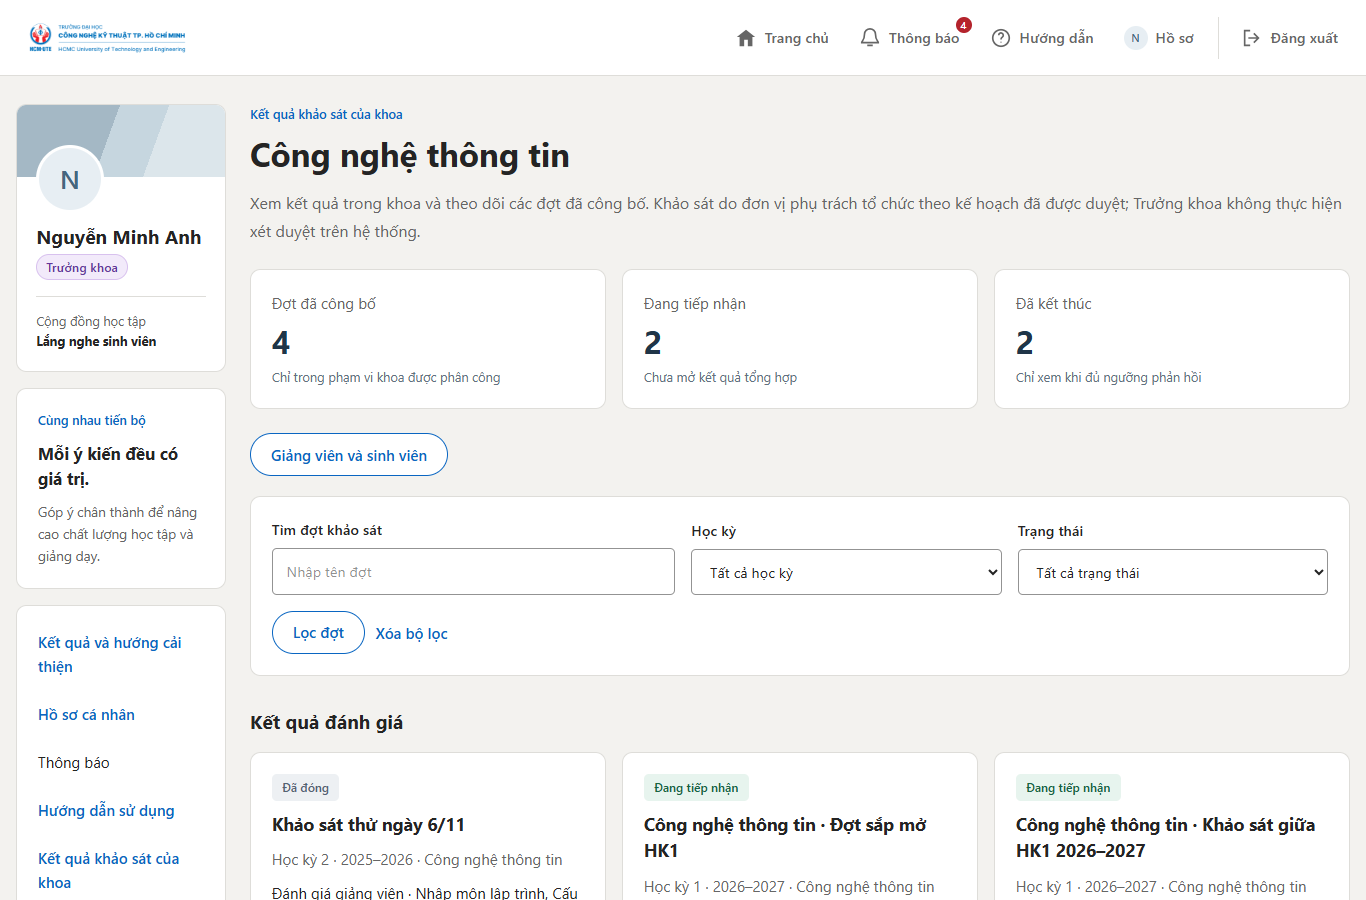 TRƯỜNG ĐẠI HỌC
CÔNG NGHỆ KỸ THUẬT TP. HỒ CHÍ MINH
HCMC University of Technology and Engineering
HCM-UTE
Trang chủ
Thông báo
4
Hướng dẫn
N
Hồ sơ
Đăng xuất
N
Nguyễn Minh Anh
Trưởng khoa
Cộng đồng học tập
Lắng nghe sinh viên
Cùng nhau tiến bộ
Mỗi ý kiến đều có
giá trị.
Góp ý chân thành để nâng
cao chất lượng học tập và
giảng dạy.
Kết quả và hướng cải
thiện
Hồ sơ cá nhân
Thông báo
Hướng dẫn sử dụng
Kết quả khảo sát của
khoa
Kết quả khảo sát của khoa
Công nghệ thông tin
Xem kết quả trong khoa và theo dõi các đợt đã công bố. Khảo sát do đơn vị phụ trách tổ chức theo kế hoạch đã được duyệt; Trưởng khoa không thực hiện
xét duyệt trên hệ thống.
Đợt đã công bố
4
Chỉ trong phạm vi khoa được phân công
Đang tiếp nhận
2
Chưa mở kết quả tổng hợp
Đã kết thúc
2
Chỉ xem khi đủ ngưỡng phản hồi
Giảng viên và sinh viên
Tìm đợt khảo sát
Nhập tên đợt
Học kỳ
Tất cả học kỳ
Trạng thái
Tất cả trạng thái
Lọc đợt
Xóa bộ lọc
Kết quả đánh giá
Đã đóng
Khảo sát thử ngày 6/11
Học kỳ 2 · 2025–2026 · Công nghệ thông tin
Đánh giá giảng viên · Nhập môn lập trình, Cấu
Đang tiếp nhận
Công nghệ thông tin · Đợt sắp mở
HK1
Học kỳ 1 · 2026–2027 · Công nghệ thông tin
Đang tiếp nhận
Công nghệ thông tin · Khảo sát giữa
HK1 2026–2027
Học kỳ 1 · 2026–2027 · Công nghệ thông tin